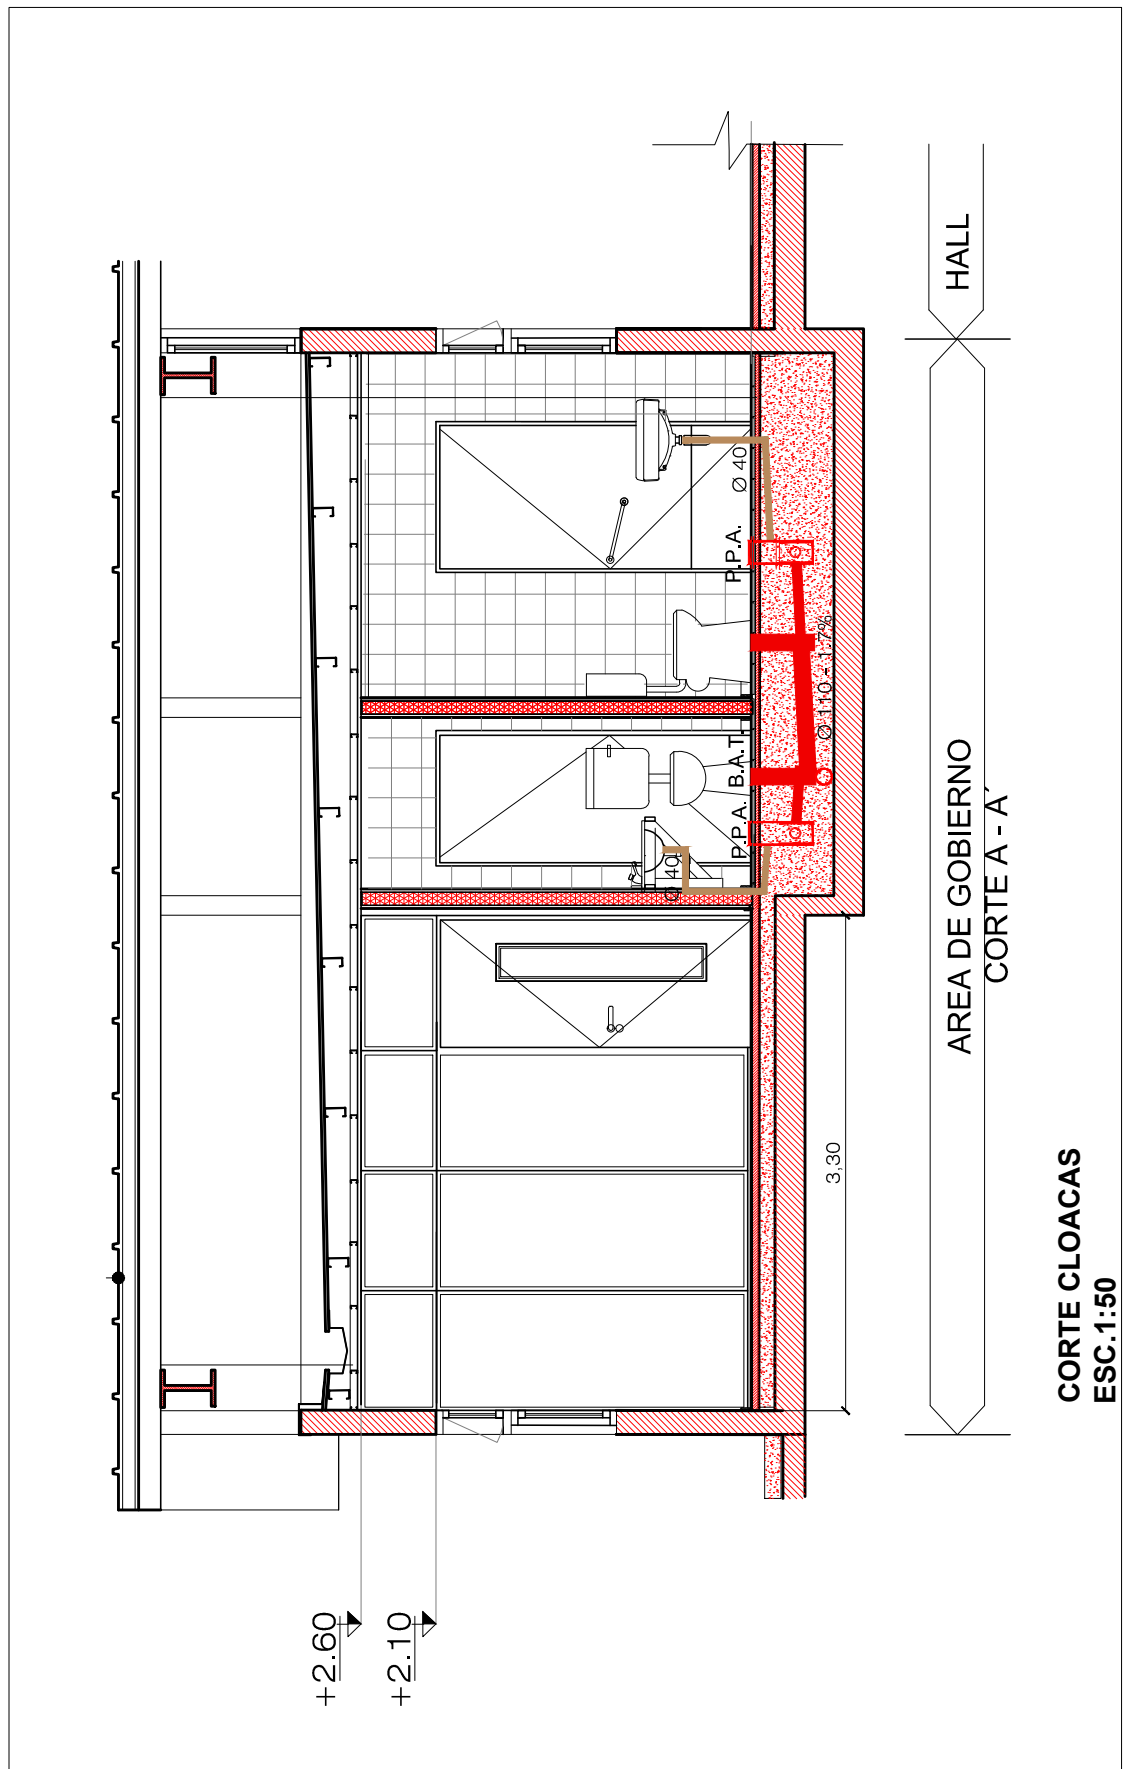 +2.60
+2.10
Ø 40
P.P.A.
B.A.T.
P.P.A.
Ø 40
Ø 110 - 1.7%
3,30
AREA DE GOBIERNO
CORTE A - A´
HALL
CORTE CLOACAS
ESC.1:50